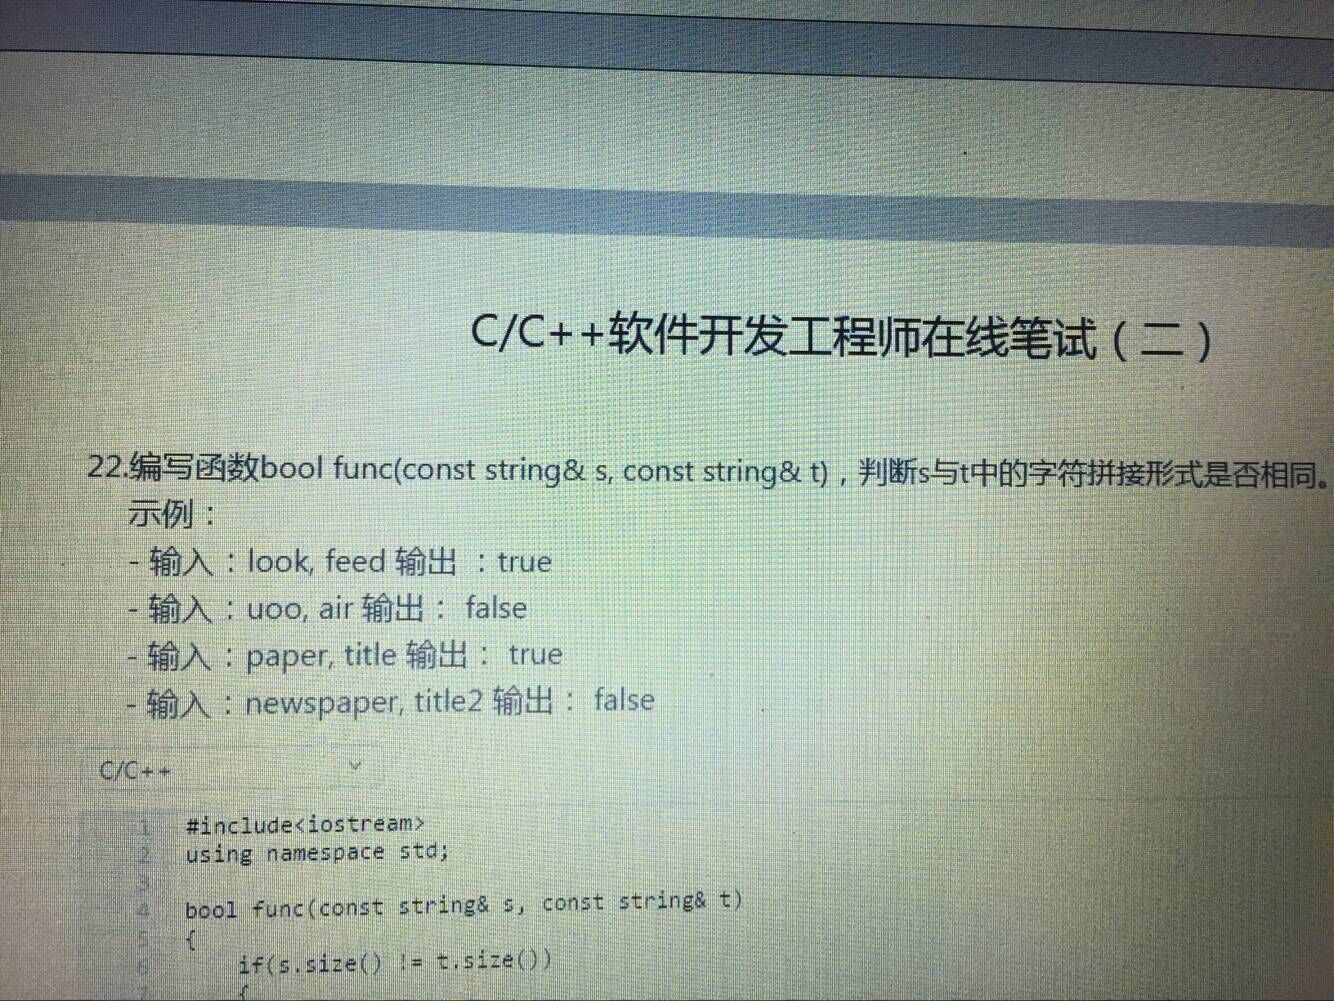 C/C++软件开发工程师在线笔试（二）
22.编写函数bool func(const string& s, const string& t)，判断s与t中的字符拼接形式是否相同。
示例：
- 输入：look, feed 输出 ：true
- 输入：uoo, air 输出： false
- 输入：paper, title 输出： true
- 输入：newspaper, title2 输出： false
C/C++
1 #include<iostream>
2 using namespace std;
3
4 bool func(const string& s, const string& t)
5 {
6 if(s.size() != t.size())
7 {